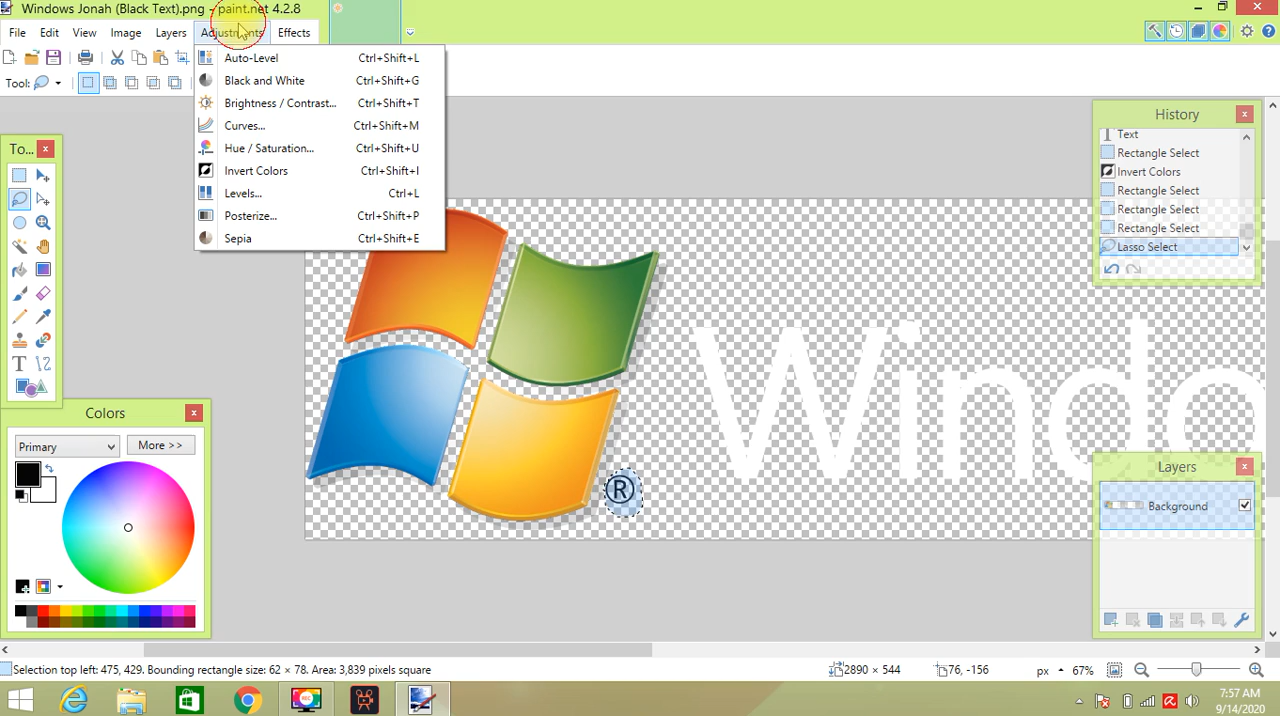 Windows Jonah (Black Text).png - paint.net 4.2.8
File Edit View Image Layers Adjustments Effects
Tool:
Auto-Level Ctrl+Shift+L
Black and White Ctrl+Shift+G
Brightness / Contrast... Ctrl+Shift+T
Curves... Ctrl+Shift+M
Hue / Saturation... Ctrl+Shift+U
Invert Colors Ctrl+Shift+I
Levels... Ctrl+L
Posterize... Ctrl+Shift+P
Sepia Ctrl+Shift+E
To...
History
Text
Rectangle Select
Invert Colors
Rectangle Select
Rectangle Select
Rectangle Select
Lasso Select
Windo
®
Colors
Primary
More >>
Layers
Background
Selection top left: 475, 429. Bounding rectangle size: 62 × 78. Area: 3,839 pixels square
2890 × 544
76, -156
px
67%
REC
7:57 AM
9/14/2020